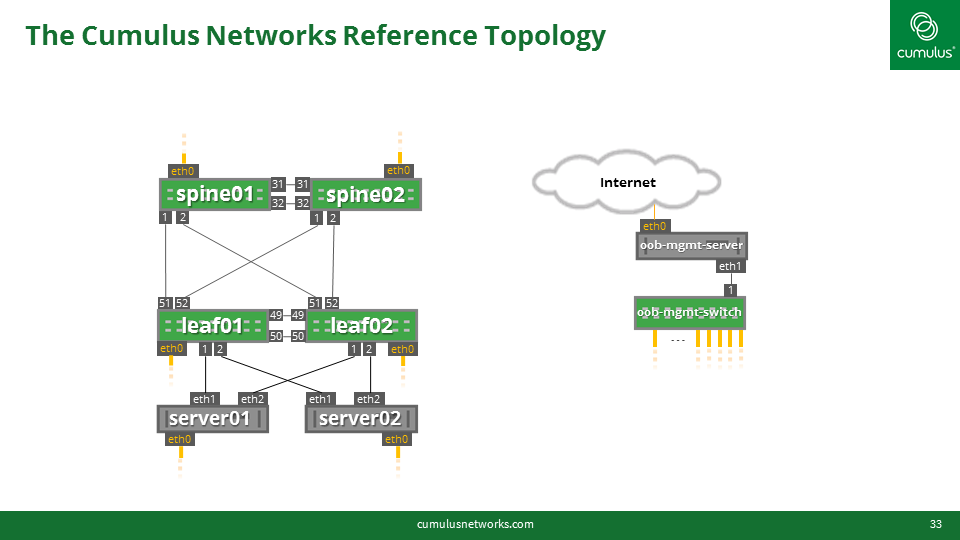 The Cumulus Networks Reference Topology
cumulus
eth0
eth0
spine01
31
31
spine02
32
32
1
2
1
2
51
52
51
52
leaf01
49
49
leaf02
50
50
eth0
1
2
1
2
eth0
eth1
eth2
eth1
eth2
server01
server02
eth0
eth0
Internet
eth0
oob-mgmt-server
eth1
1
oob-mgmt-switch
---
cumulusnetworks.com
33